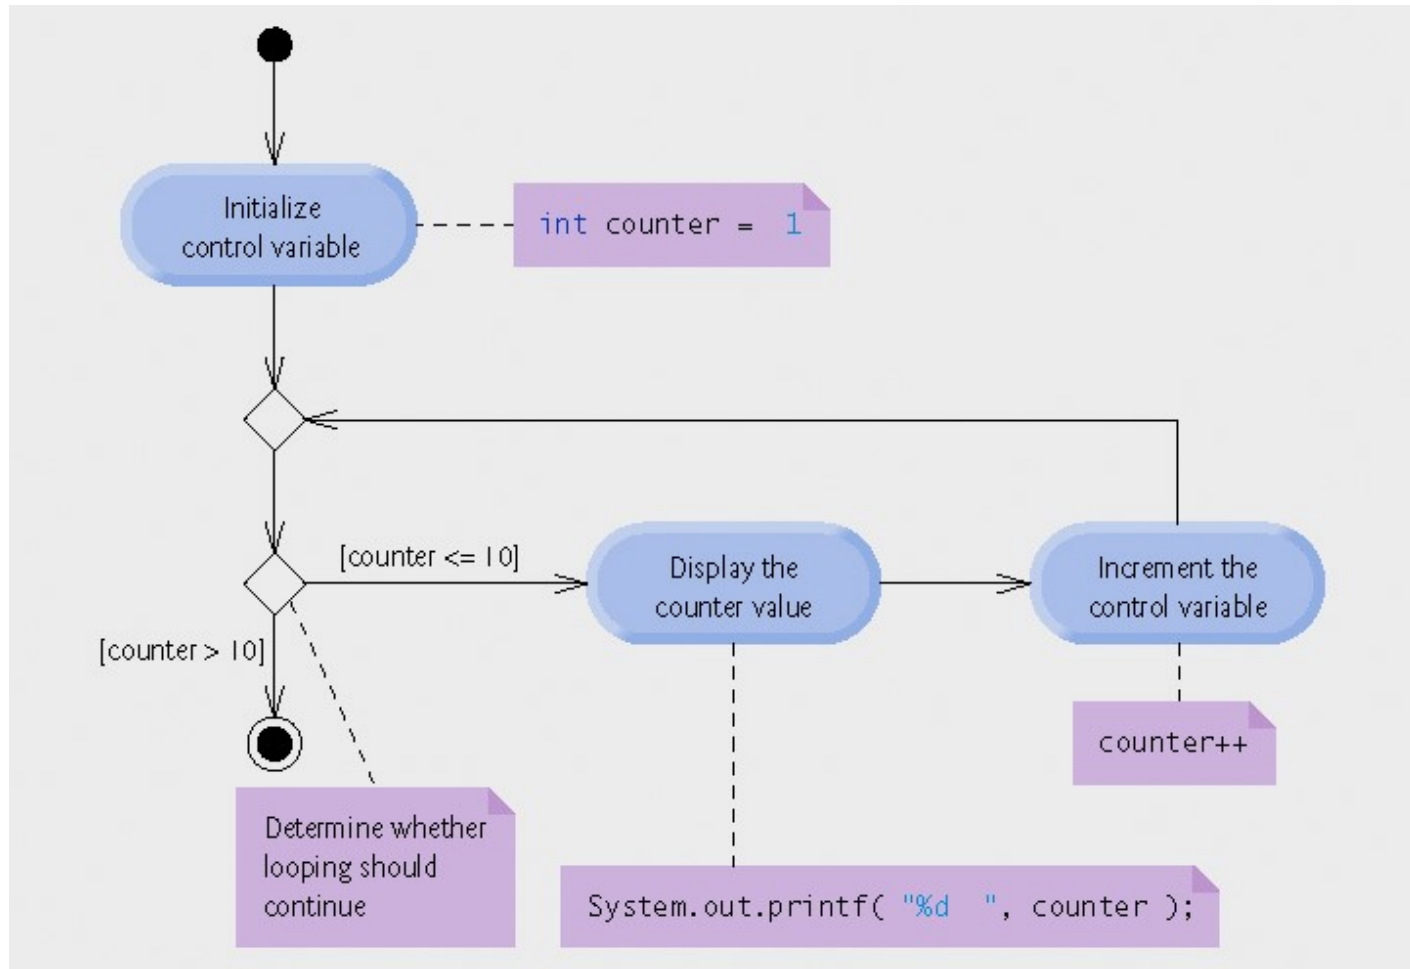 Initialize
control variable
int counter =  1
[counter <= 10]
Display the
counter value
Increment the
control variable
[counter > 10]
counter++
Determine whether
looping should
continue
System.out.printf( "%d  ", counter );